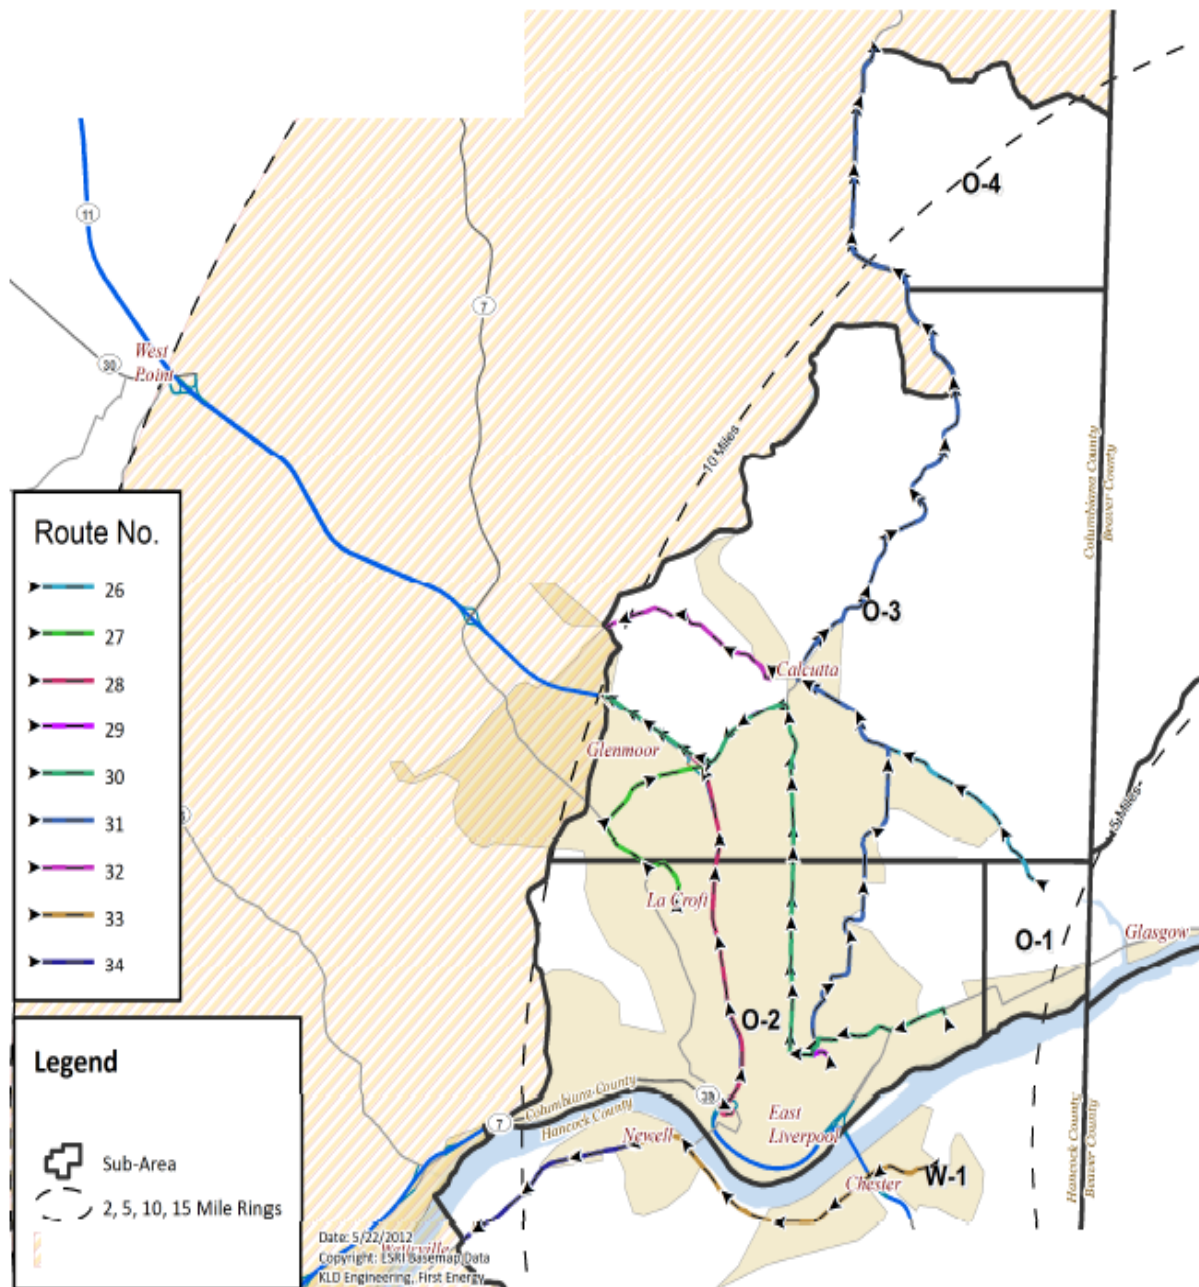 O-4
11
7
West
Point
30
10 Miles
Columbiana County
Beaver County
Route No.
26
27
28
29
30
31
32
33
34
O-3
Calcutta
Glenmoor
5 Miles
La Croft
O-1
Glasgow
O-2
39
East
Liverpool
7
Columbiana County
Hancock County
Newell
Chester
W-1
Hancock County
Beaver County
Legend
Sub-Area
2, 5, 10, 15 Mile Rings
Wellsville
Date: 5/22/2012
Copyright: ESRI Basemap Data
KLD Engineering, First Energy